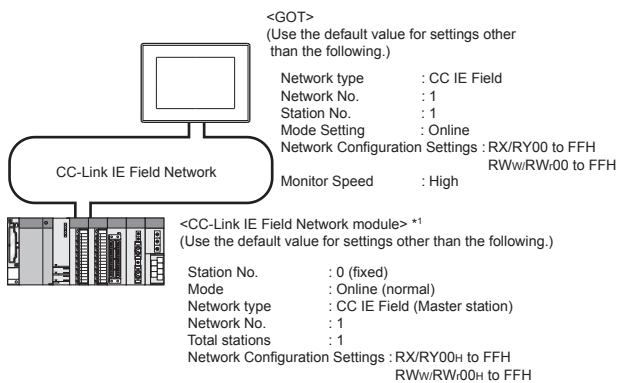 <GOT>
(Use the default value for settings other
than the following.)
Network type : CC IE Field
Network No. : 1
Station No. : 1
Mode Setting : Online
Network Configuration Settings : RX/RY00 to FFH
RWw/RWr00 to FFH
Monitor Speed : High
CC-Link IE Field Network
<CC-Link IE Field Network module> *1
(Use the default value for settings other than the following.)
Station No. : 0 (fixed)
Mode : Online (normal)
Network type : CC IE Field (Master station)
Network No. : 1
Total stations : 1
Network Configuration Settings : RX/RY00H to FFH
RWw/RWr00H to FFH